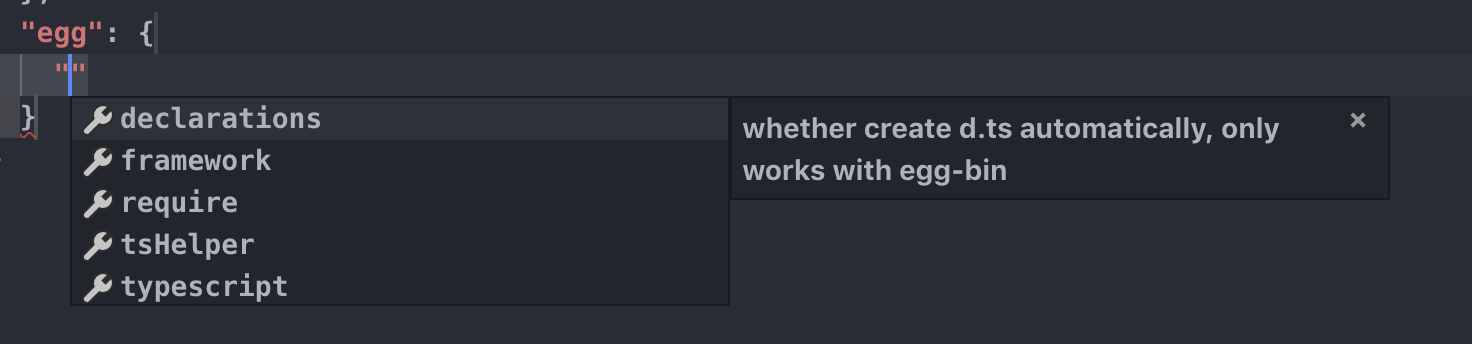 "egg": {
""
}
declarations
framework
require
tsHelper
typescript
whether create d.ts automatically, only
works with egg-bin
×